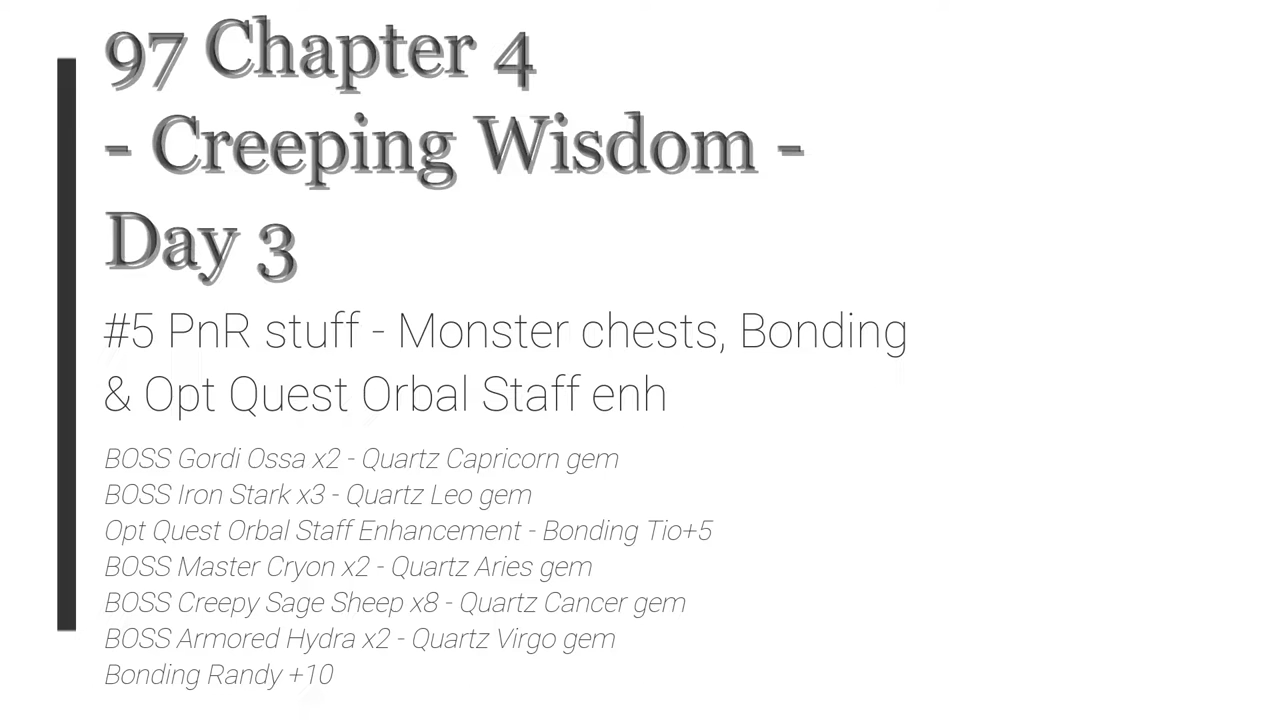 97 Chapter 4
- Creeping Wisdom -
Day 3
#5 PnR stuff - Monster chests, Bonding
& Opt Quest Orbal Staff enh
BOSS Gordi Ossa x2 - Quartz Capricorn gem
BOSS Iron Stark x3 - Quartz Leo gem
Opt Quest Orbal Staff Enhancement - Bonding Tio+5
BOSS Master Cryon x2 - Quartz Aries gem
BOSS Creepy Sage Sheep x8 - Quartz Cancer gem
BOSS Armored Hydra x2 - Quartz Virgo gem
Bonding Randy +10